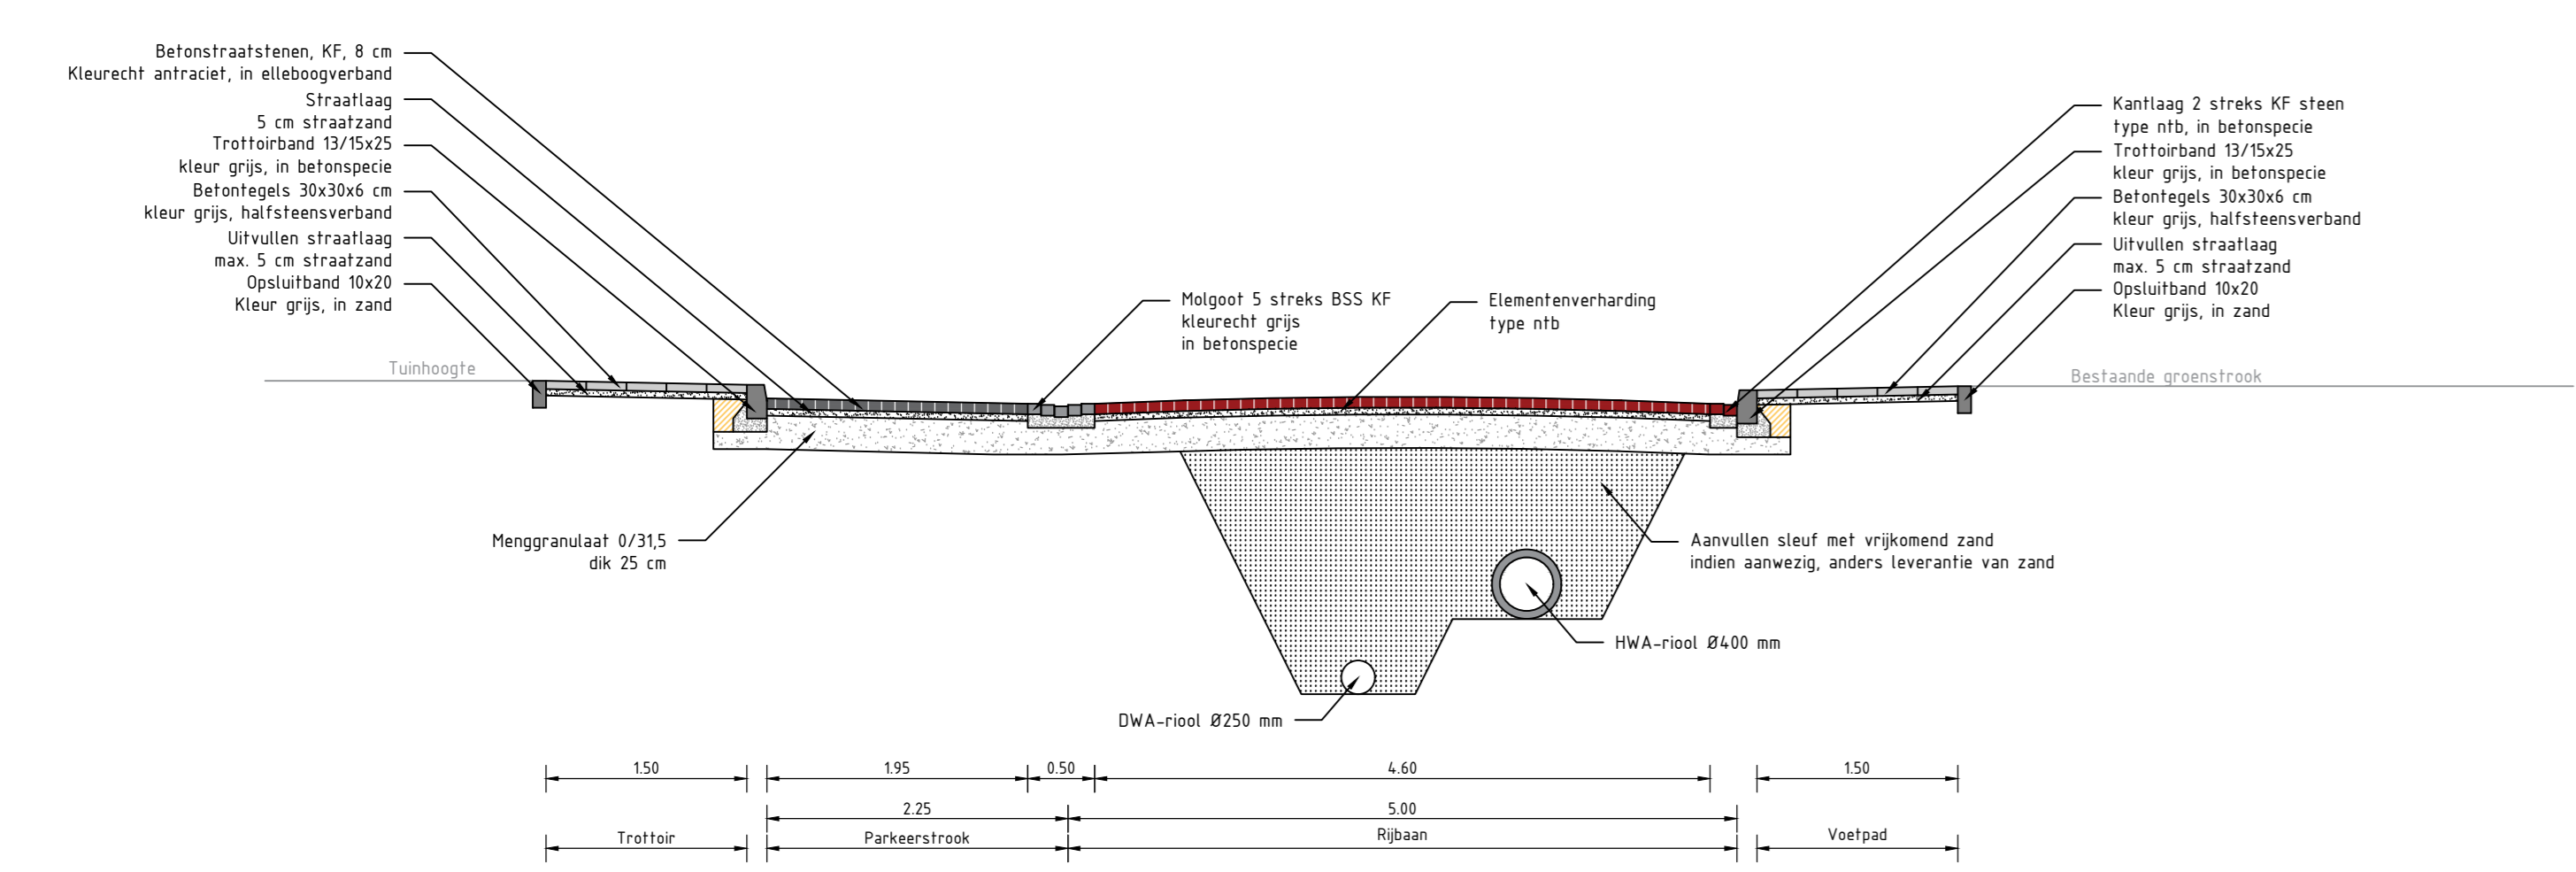 Betonstraatstenen, KF, 8 cm
Kleurecht antraciet, in elleboogverband
Straatlaag
5 cm straatzand
Trottoirband 13/15x25
kleur grijs, in betonspecie
Betontegels 30x30x6 cm
kleur grijs, halfsteensverband
Uitvullen straatlaag
max. 5 cm straatzand
Opsluitband 10x20
Kleur grijs, in zand
Tuinhoogte
Molgoot 5 streks BSS KF
kleurecht grijs
in betonspecie
Elementenverharding
type ntb
Kantlaag 2 streks KF steen
type ntb, in betonspecie
Trottoirband 13/15x25
kleur grijs, in betonspecie
Betontegels 30x30x6 cm
kleur grijs, halfsteensverband
Uitvullen straatlaag
max. 5 cm straatzand
Opsluitband 10x20
Kleur grijs, in zand
Bestaande groenstrook
Menggranulaat 0/31,5
dik 25 cm
Aanvullen sleuf met vrijkomend zand
indien aanwezig, anders leverantie van zand
HWA-riool Ø400 mm
DWA-riool Ø250 mm
1.50
1.95
0.50
4.60
1.50
2.25
5.00
Trottoir
Parkeerstrook
Rijbaan
Voetpad